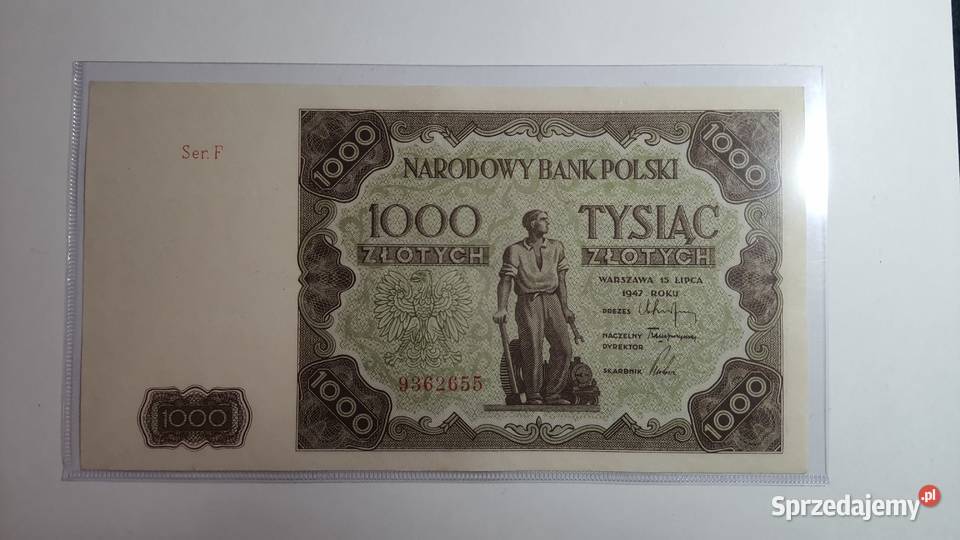 Ser. F
1000
1000
NARODOWY BANK POLSKI
1000
TYSIĄC
ZŁOTYCH
ZŁOTYCH
WARSZAWA 15 LIPCA
1947 ROKU
PREZES
NACZELNY
DYREKTOR
SKARBNIK
9362655
1000
1000
1000
Sprzedajemy.pl